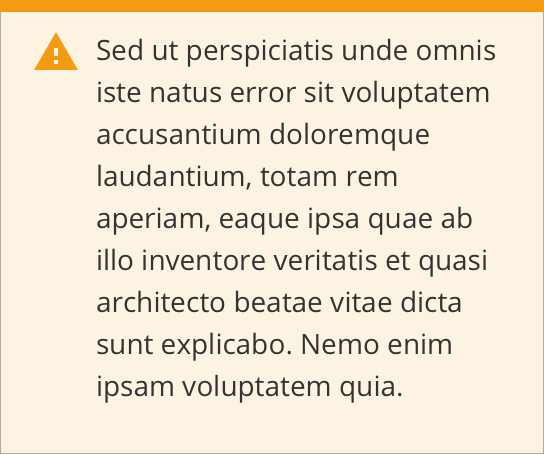 Sed ut perspiciatis unde omnis
iste natus error sit voluptatem
accusantium doloremque
laudantium, totam rem
aperiam, eaque ipsa quae ab
illo inventore veritatis et quasi
architecto beatae vitae dicta
sunt explicabo. Nemo enim
ipsam voluptatem quia.